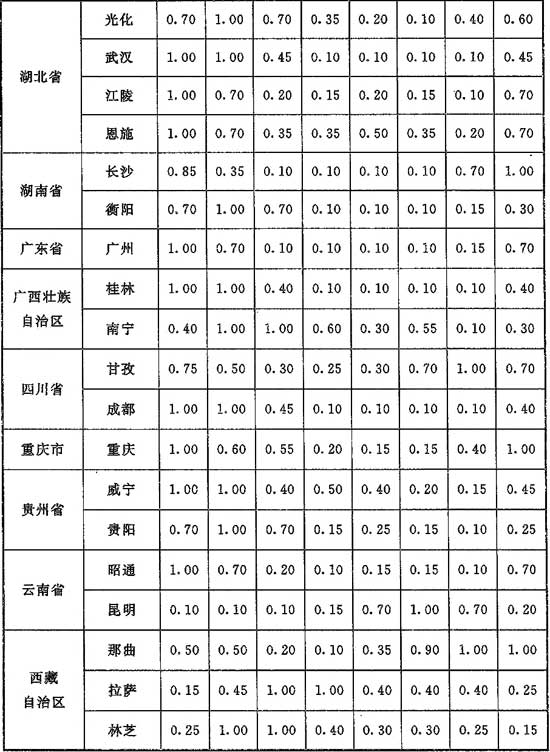 湖北省 光化 0.70 1.00 0.70 0.35 0.20 0.10 0.40 0.60
武汉 1.00 1.00 0.45 0.10 0.10 0.10 0.10 0.45
江陵 1.00 0.70 0.20 0.15 0.20 0.15 0.10 0.70
恩施 1.00 0.70 0.35 0.35 0.50 0.35 0.20 0.70
湖南省 长沙 0.85 0.35 0.10 0.10 0.10 0.10 0.70 1.00
衡阳 0.70 1.00 0.70 0.10 0.10 0.10 0.15 0.30
广东省 广州 1.00 0.70 0.10 0.10 0.10 0.10 0.15 0.70
广西壮族
自治区 桂林 1.00 1.00 0.40 0.10 0.10 0.10 0.10 0.40
南宁 0.40 1.00 1.00 0.60 0.30 0.55 0.10 0.30
四川省 甘孜 0.75 0.50 0.30 0.25 0.30 0.70 1.00 0.70
成都 1.00 1.00 0.45 0.10 0.10 0.10 0.10 0.40
重庆市 重庆 1.00 0.60 0.55 0.20 0.15 0.15 0.40 1.00
贵州省 威宁 1.00 1.00 0.40 0.50 0.40 0.20 0.15 0.45
贵阳 0.70 1.00 0.70 0.15 0.25 0.15 0.10 0.25
云南省 昭通 1.00 0.70 0.20 0.10 0.15 0.15 0.10 0.70
昆明 0.10 0.10 0.10 0.15 0.70 1.00 0.70 0.20
西藏
自治区 那曲 0.50 0.50 0.20 0.10 0.35 0.90 1.00 1.00
拉萨 0.15 0.45 1.00 1.00 0.40 0.40 0.40 0.25
林芝 0.25 1.00 1.00 0.40 0.30 0.30 0.25 0.15